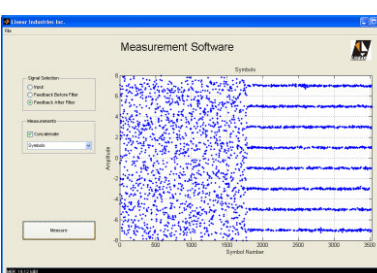 Linear Industries Inc.
File
Measurement Software
Signal Selection
Input
Feedback Before Filter
Feedback After Filter
Measurements
Concatenate
Symbols
Measure
Symbols
Amplitude
8
6
4
2
0
-2
-4
-6
-8
0 500 1000 1500 2000 2500 3000 3500
Symbol Number